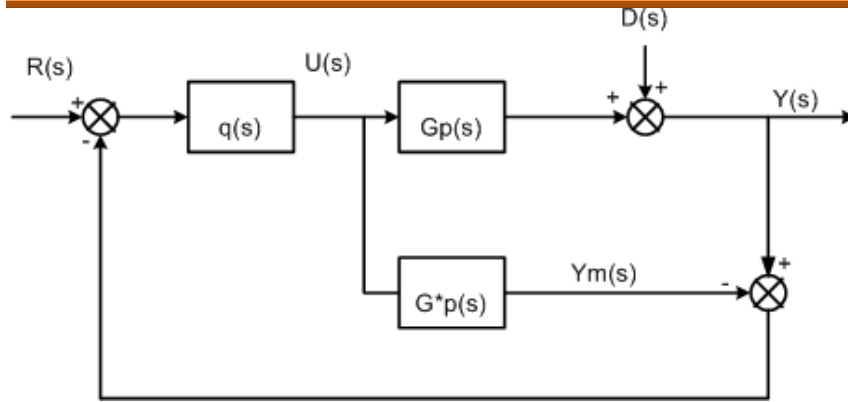 D(s)
R(s)
U(s)
Y(s)
+
+
+
-
q(s)
Gp(s)
Ym(s)
+
-
G*p(s)